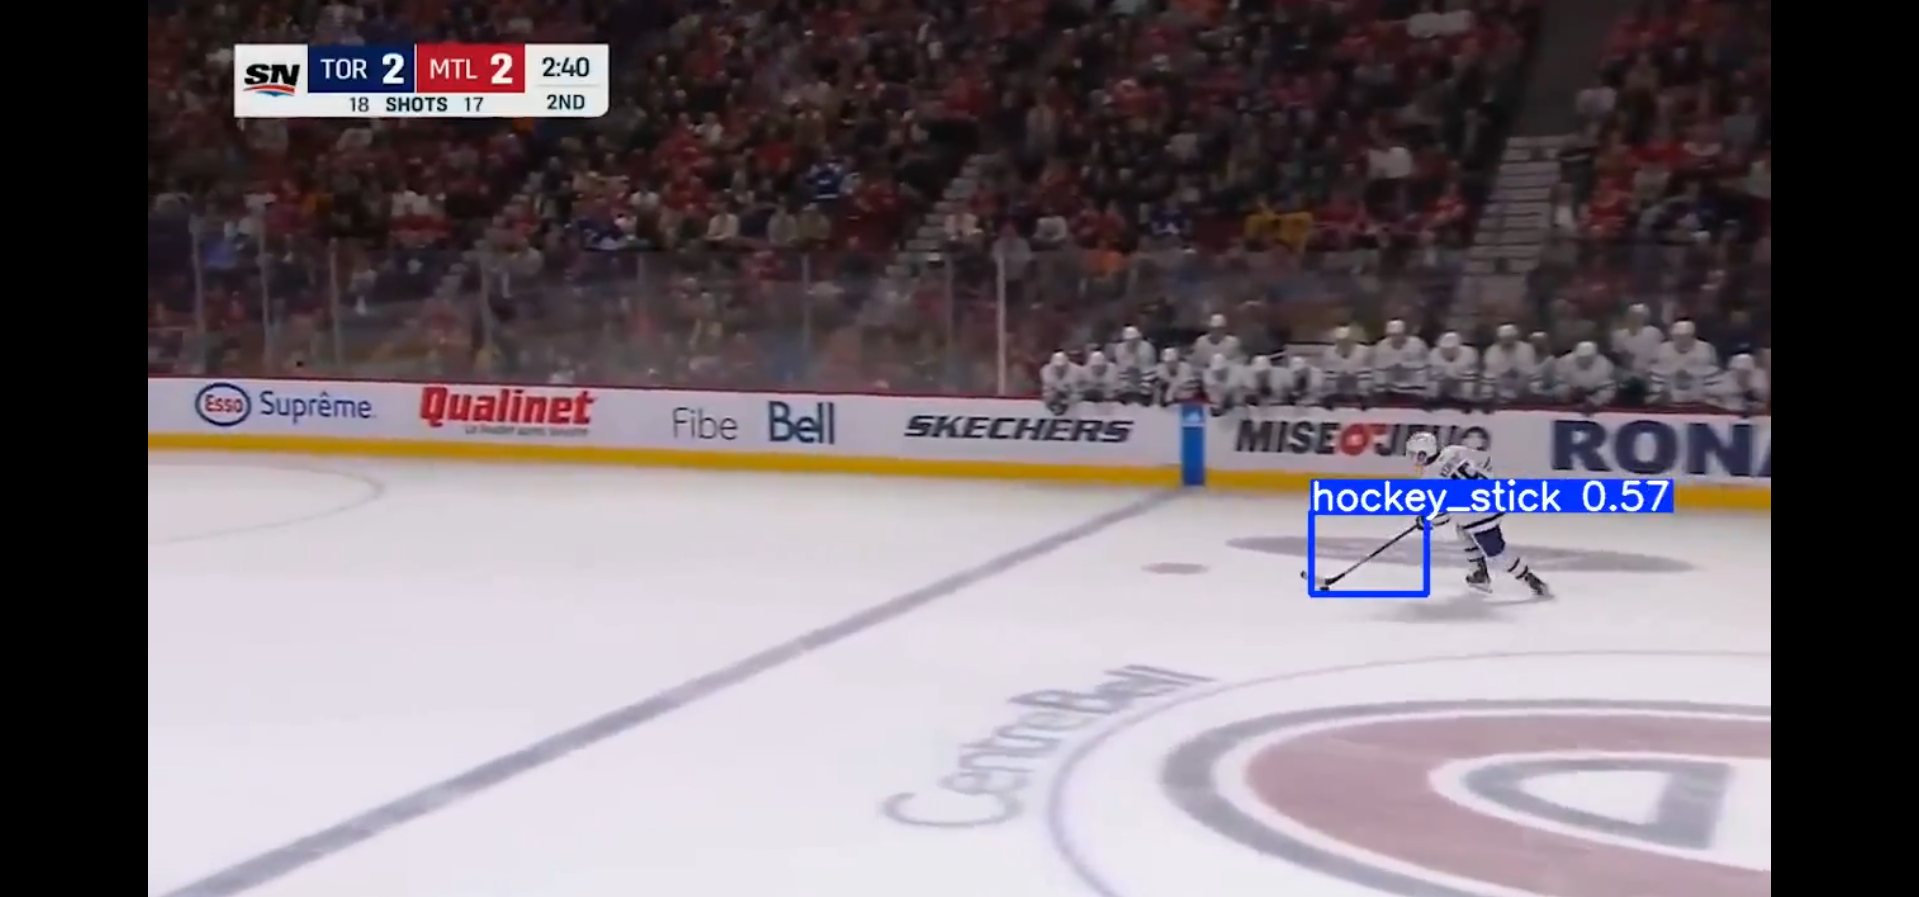 SN TOR 2 MTL 2 2:40
18 SHOTS 17 2ND
Esso Suprême
Qualinet
Fibe Bell
SKECHERS
MISEOJEUQ
RONA
hockey_stick 0.57
CentreBell